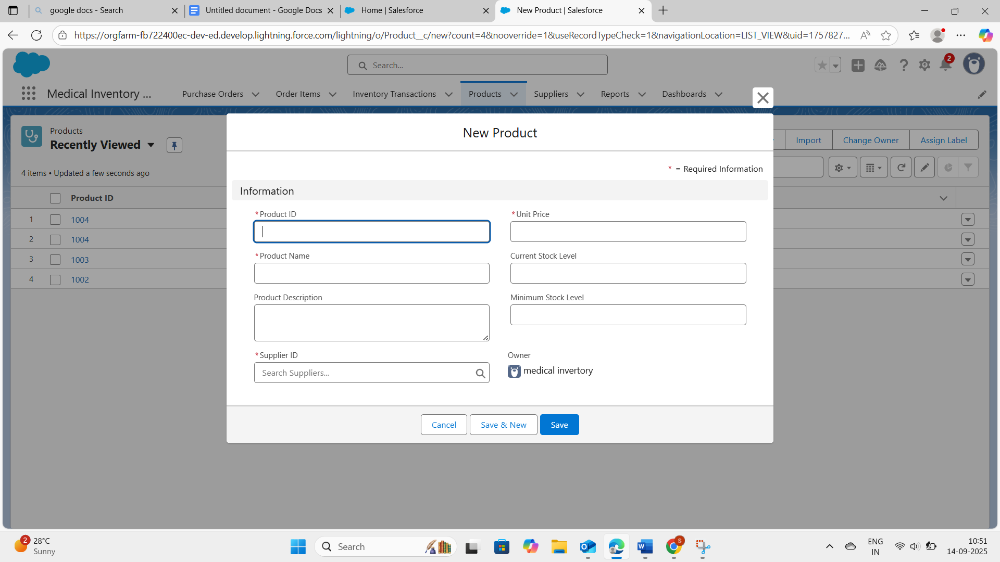 google docs - Search
Untitled document - Google Docs
Home | Salesforce
New Product | Salesforce
https://orgfarm-fb722400ec-dev-ed.develop.lightning.force.com/lightning/o/Product__c/new?count=4&nooverride=1&useRecordTypeCheck=1&navigationLocation=LIST_VIEW&uid=1757827...
Search...
2
Medical Inventory ...
Purchase Orders
Order Items
Inventory Transactions
Products
Suppliers
Reports
Dashboards
Products
Recently Viewed
Import
Change Owner
Assign Label
4 items • Updated a few seconds ago
Product ID
1 1004
2 1004
3 1003
4 1002
New Product
* = Required Information
Information
*Product ID
*Unit Price
*Product Name
Current Stock Level
Product Description
Minimum Stock Level
*Supplier ID
Search Suppliers...
Owner
medical invertory
Cancel
Save & New
Save
2
28°C
Sunny
Search
S
ENG
IN
10:51
14-09-2025